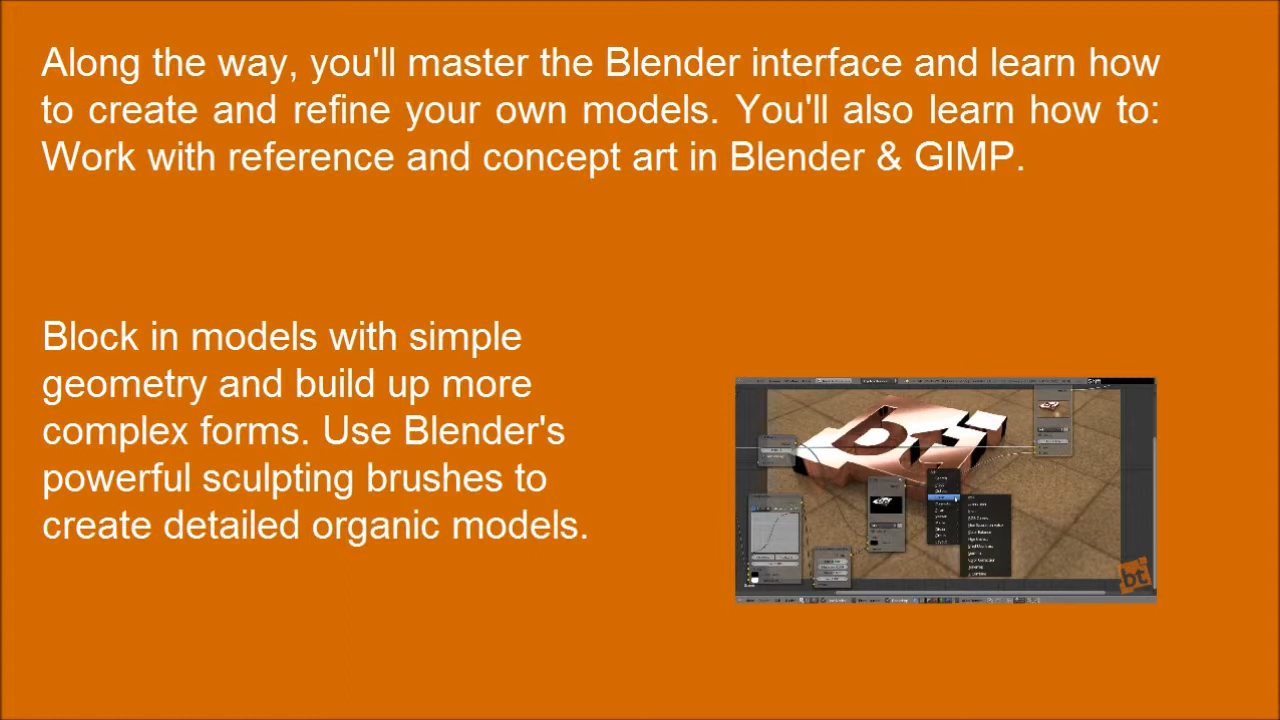 Along the way, you'll master the Blender interface and learn how
to create and refine your own models. You'll also learn how to:
Work with reference and concept art in Blender & GIMP.
Block in models with simple
geometry and build up more
complex forms. Use Blender's
powerful sculpting brushes to
create detailed organic models.
bt